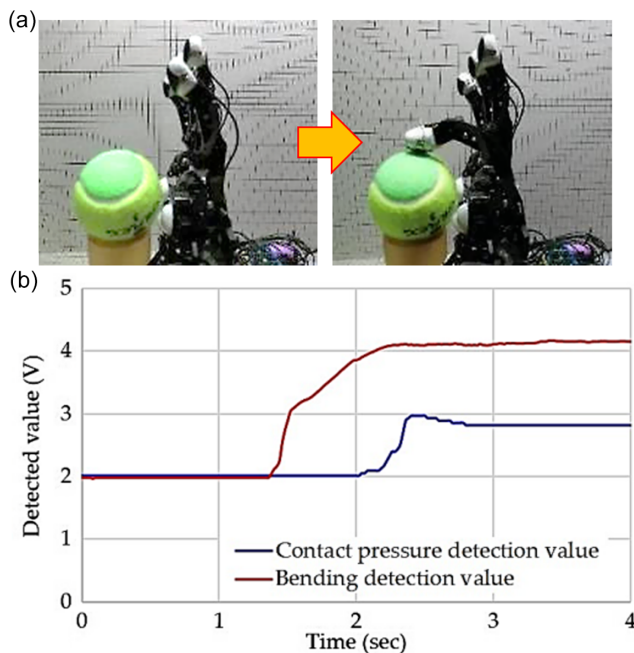 (a)
(b)
Detected value (V)
5
4
3
2
1
0
Contact pressure detection value
Bending detection value
0 1 2 3 4
Time (sec)